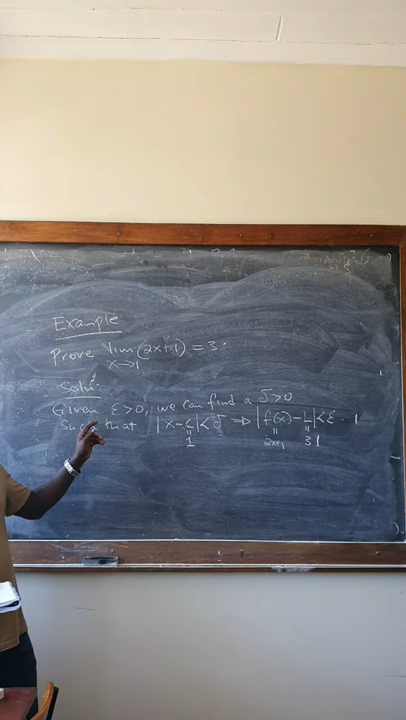 Example
Prove lim (2x+1) = 3.
x→1
Soln:
Given ε>0, we can find a δ>0
Such that |x-c|<δ ⇒ |f(x)-L|<ε.
" " "
1 2x+1 3